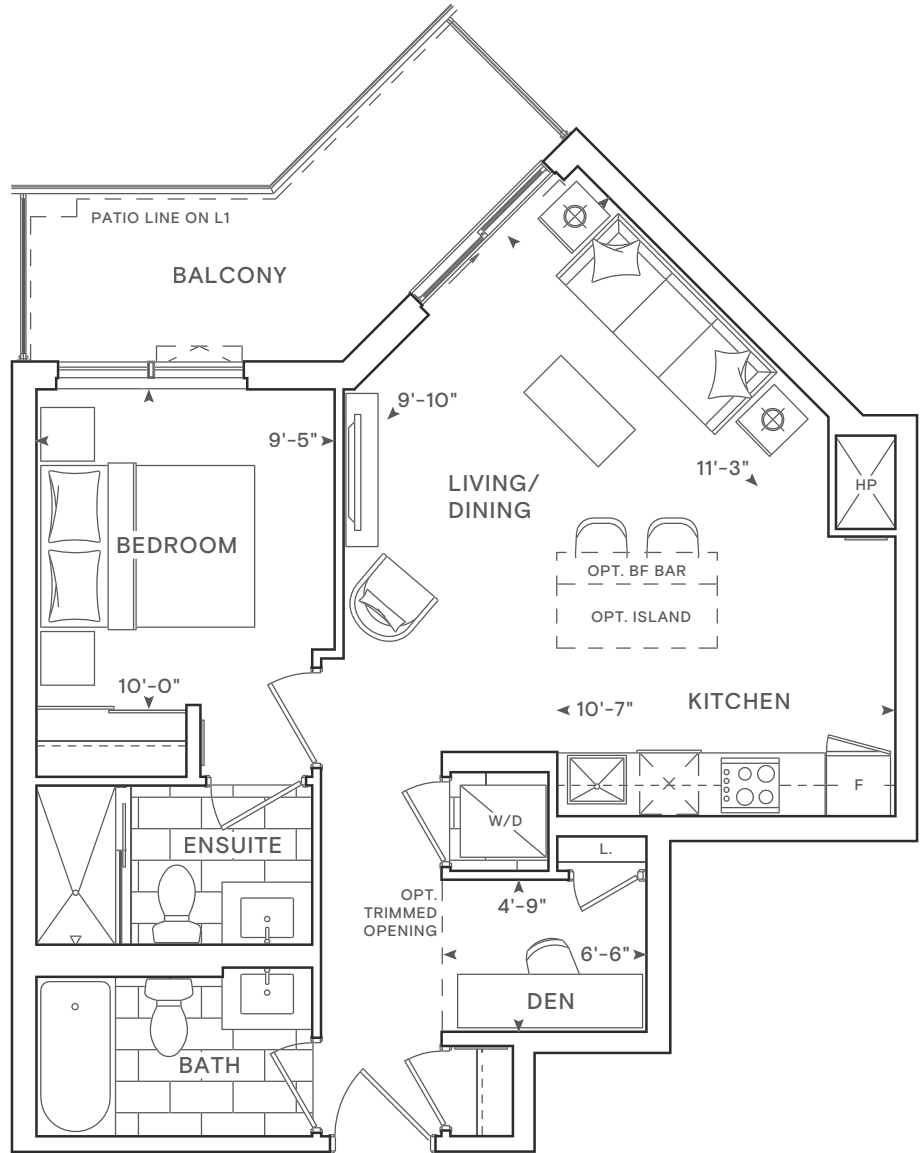 PATIO LINE ON L1
BALCONY
9'-10"
9'-5"
11'-3"
HP
LIVING/
DINING
BEDROOM
OPT. BF BAR
OPT. ISLAND
10'-0"
10'-7"
KITCHEN
F
W/D
ENSUITE
L.
OPT.
TRIMMED
OPENING
4'-9"
6'-6"
DEN
BATH